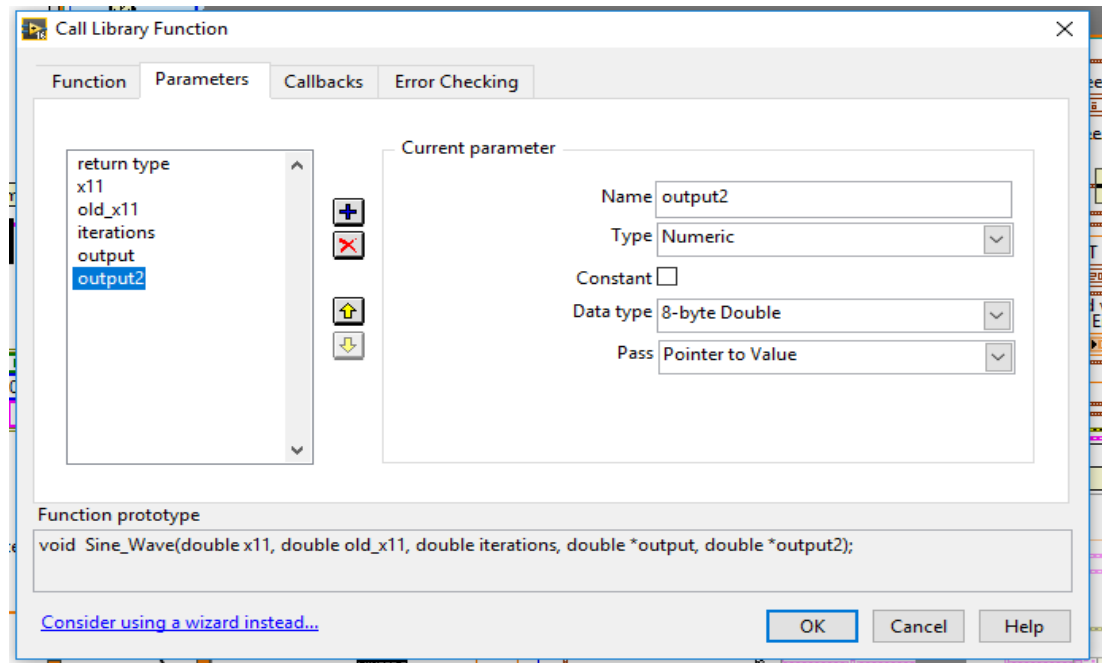 Call Library Function
Function Parameters Callbacks Error Checking
return type
x11
old_x11
iterations
output
output2
Current parameter
Name output2
Type Numeric
Constant
Data type 8-byte Double
Pass Pointer to Value
Function prototype
void Sine_Wave(double x11, double old_x11, double iterations, double *output, double *output2);
Consider using a wizard instead...
OK Cancel Help